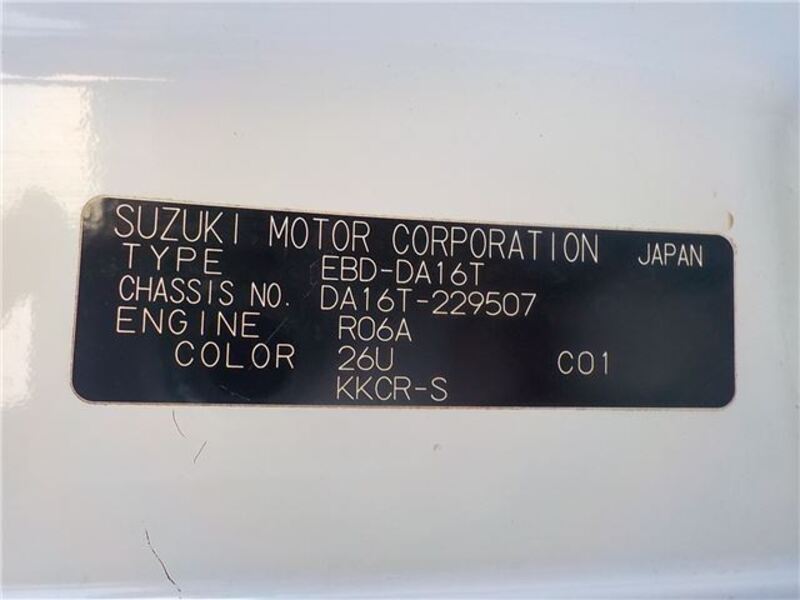 SUZUKI MOTOR CORPORATION JAPAN
TYPE EBD-DA16T
CHASSIS NO. DA16T-229507
ENGINE R06A
COLOR 26U C01
KKCR-S